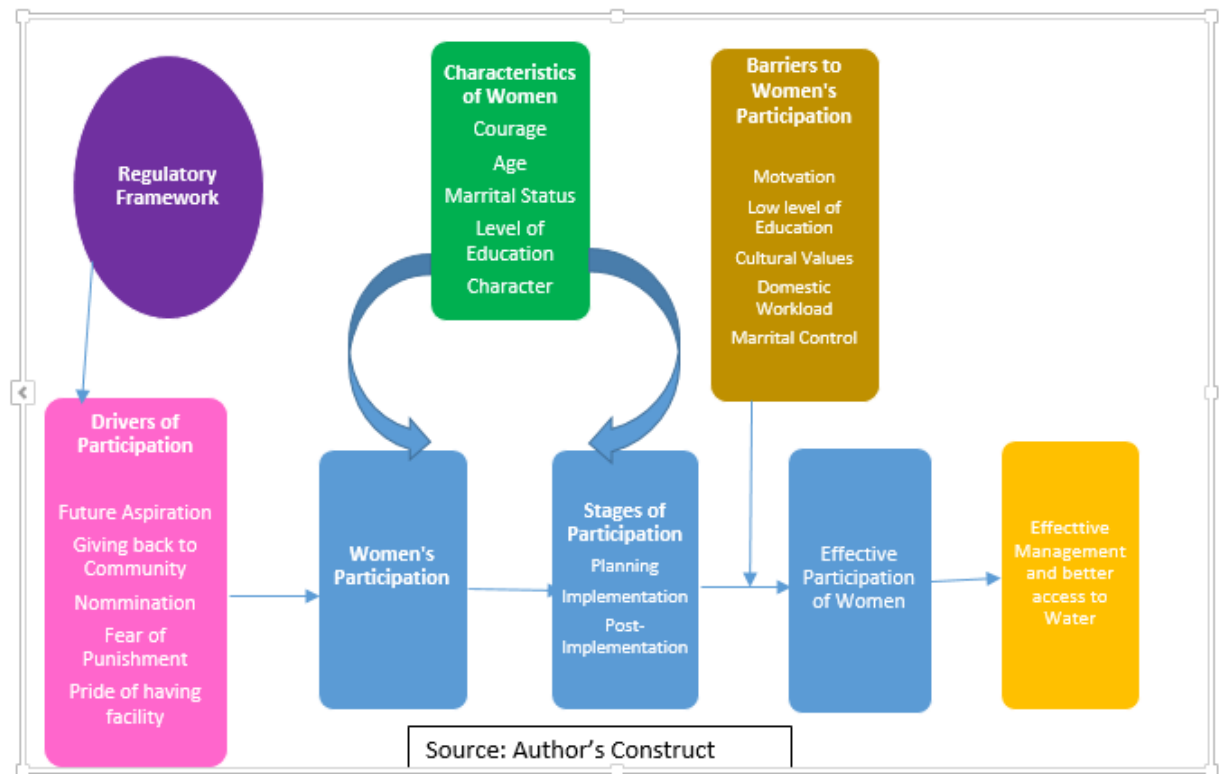 Regulatory
Framework
Characteristics
of Women
Courage
Age
Marrital Status
Level of
Education
Character
Barriers to
Women's
Participation
Motvation
Low level of
Education
Cultural Values
Domestic
Workload
Marrital Control
Drivers of
Participation
Future Aspiration
Giving back to
Community
Nommination
Fear of
Punishment
Pride of having
facility
Women's
Participation
Stages of
Participation
Planning
Implementation
Post-
Implementation
Effective
Participation
of Women
Effecttive
Management
and better
access to
Water
Source: Author’s Construct